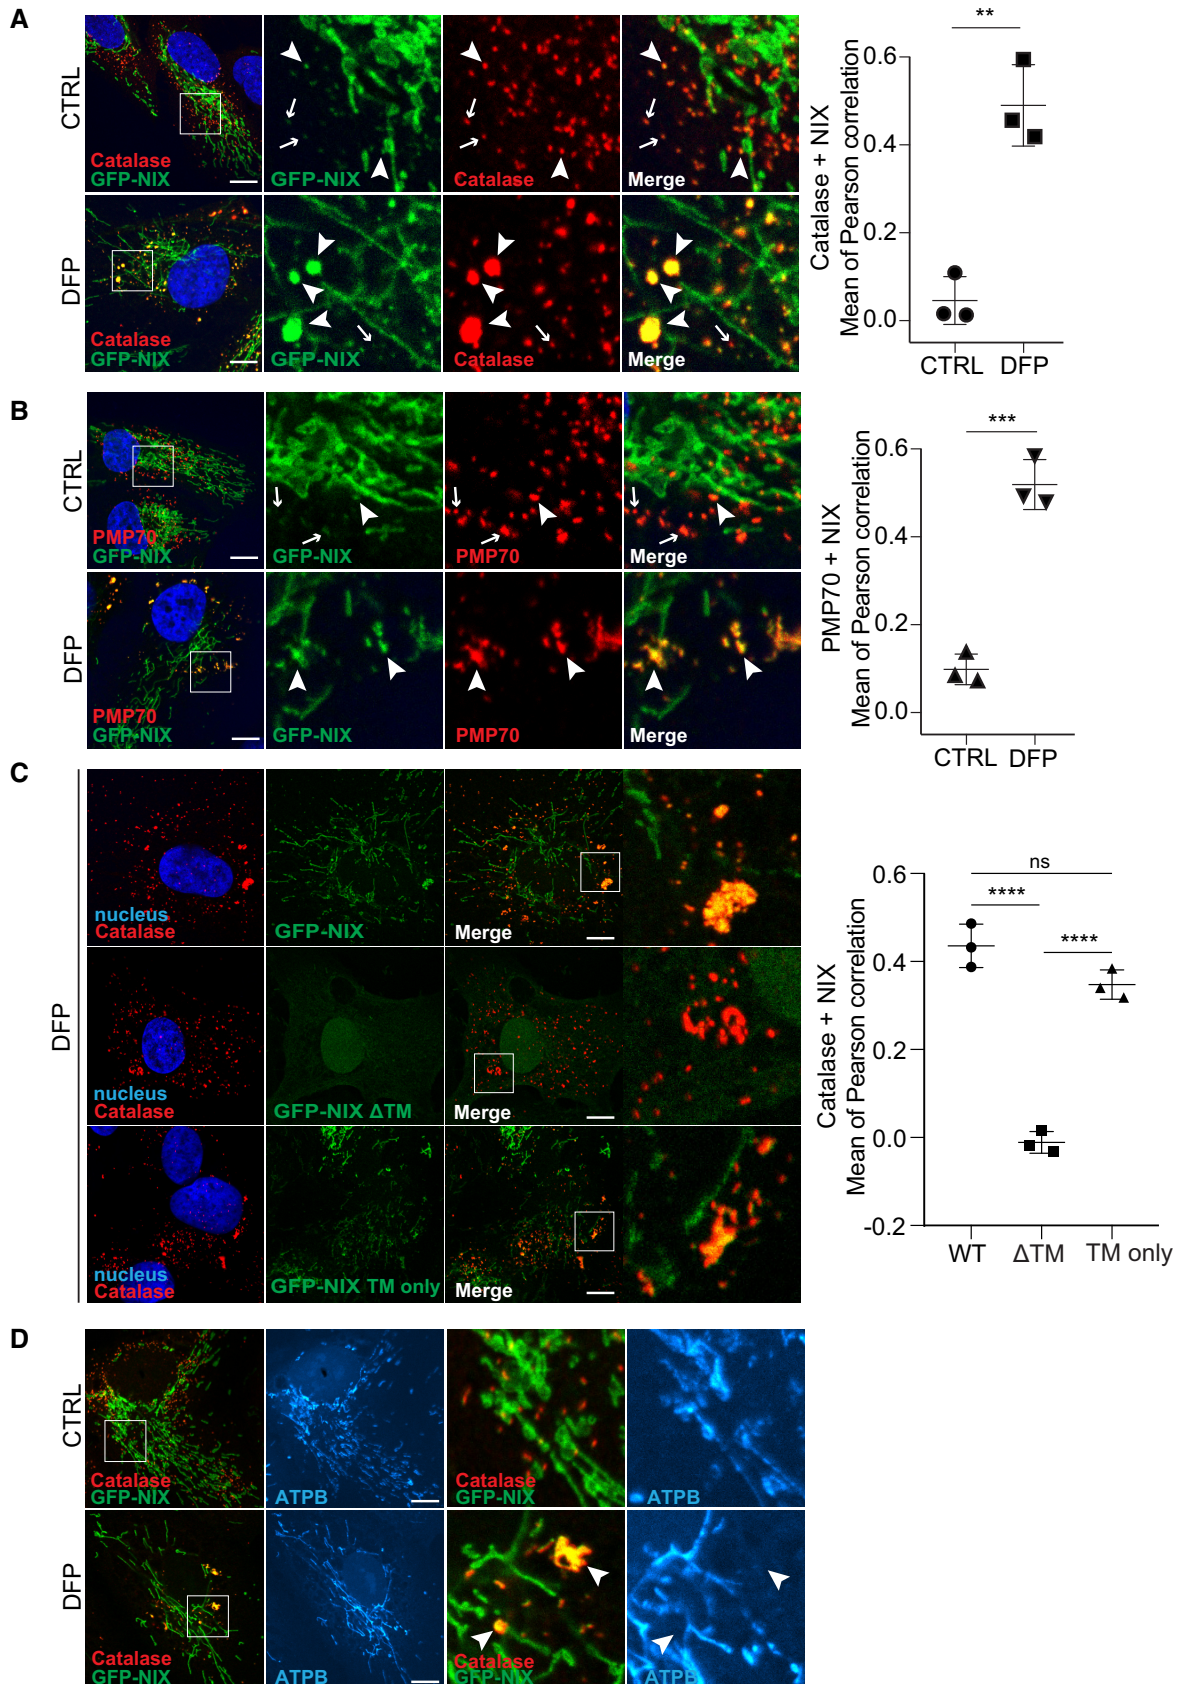 A
CTRL
Catalase
GFP-NIX
GFP-NIX
Catalase
Merge
DFP
Catalase
GFP-NIX
GFP-NIX
Catalase
Merge
**
Catalase + NIX
Mean of Pearson correlation
0.6
0.4
0.2
0.0
CTRL DFP
B
CTRL
PMP70
GFP-NIX
GFP-NIX
PMP70
Merge
DFP
PMP70
GFP-NIX
GFP-NIX
PMP70
Merge
***
PMP70 + NIX
Mean of Pearson correlation
0.6
0.4
0.2
0.0
CTRL DFP
C
DFP
nucleus
Catalase
GFP-NIX
Merge
nucleus
Catalase
GFP-NIX ΔTM
Merge
nucleus
Catalase
GFP-NIX TM only
Merge
ns
****
****
Catalase + NIX
Mean of Pearson correlation
0.6
0.4
0.2
0.0
-0.2
WT ΔTM TM only
D
CTRL
Catalase
GFP-NIX
ATPB
Catalase
GFP-NIX
ATPB
DFP
Catalase
GFP-NIX
ATPB
Catalase
GFP-NIX
ATPB